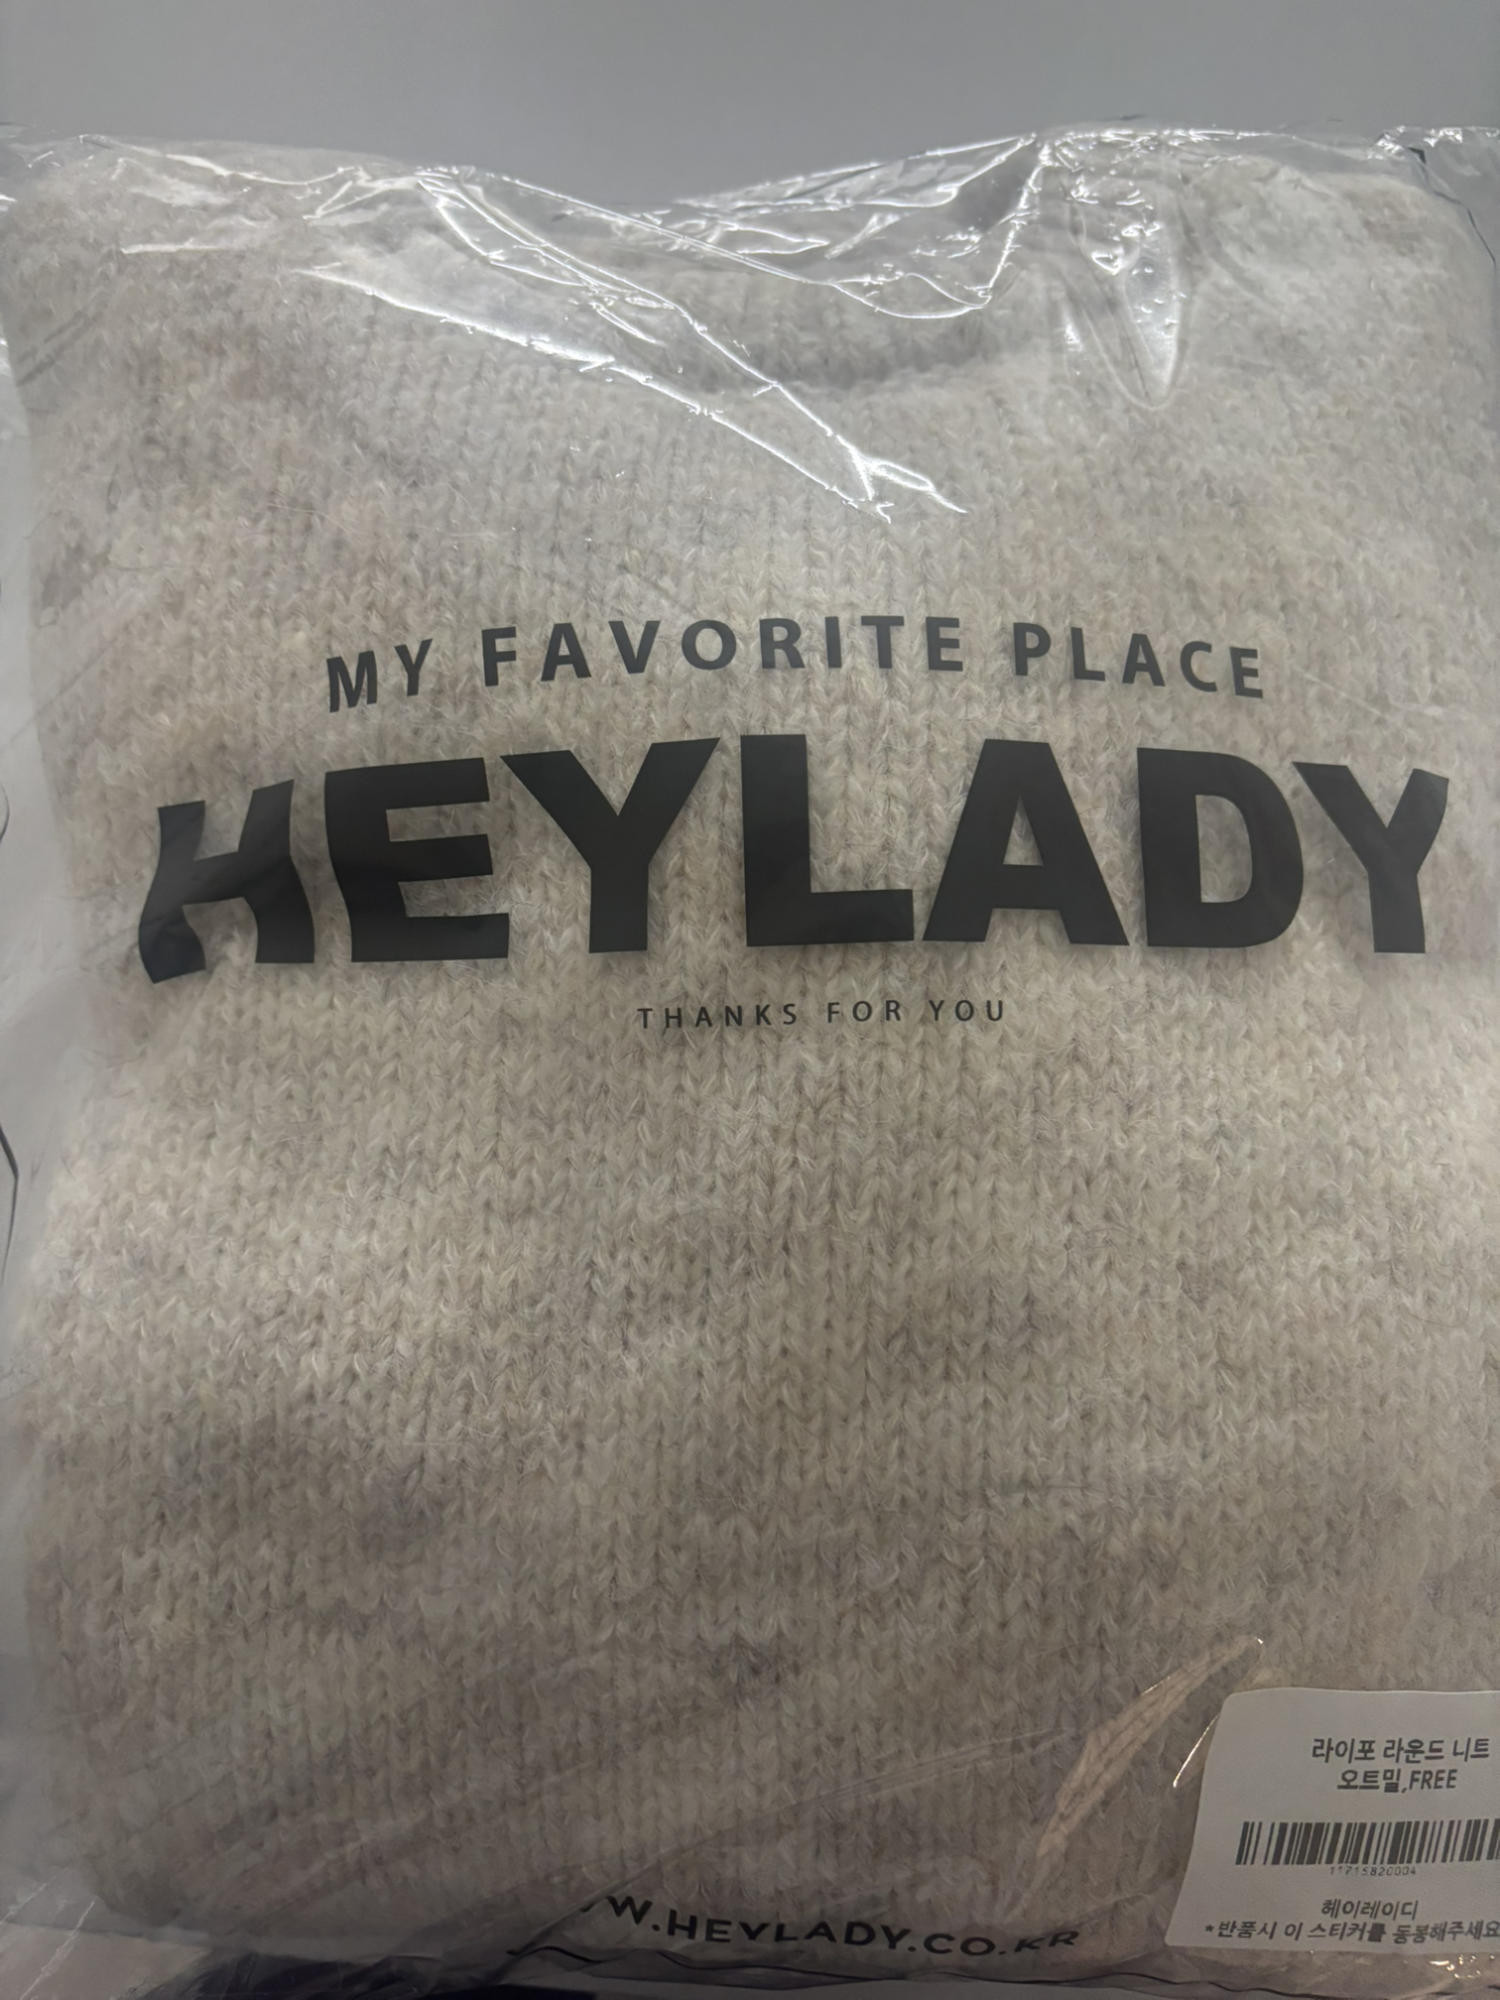 MY FAVORITE PLACE
HEYLADY
THANKS FOR YOU
W.HEYLADY.CO.KR
라이포 라운드 니트
오트밀,FREE
11715820004
헤이레이디
*반품시 이 스티커를 동봉해주세요